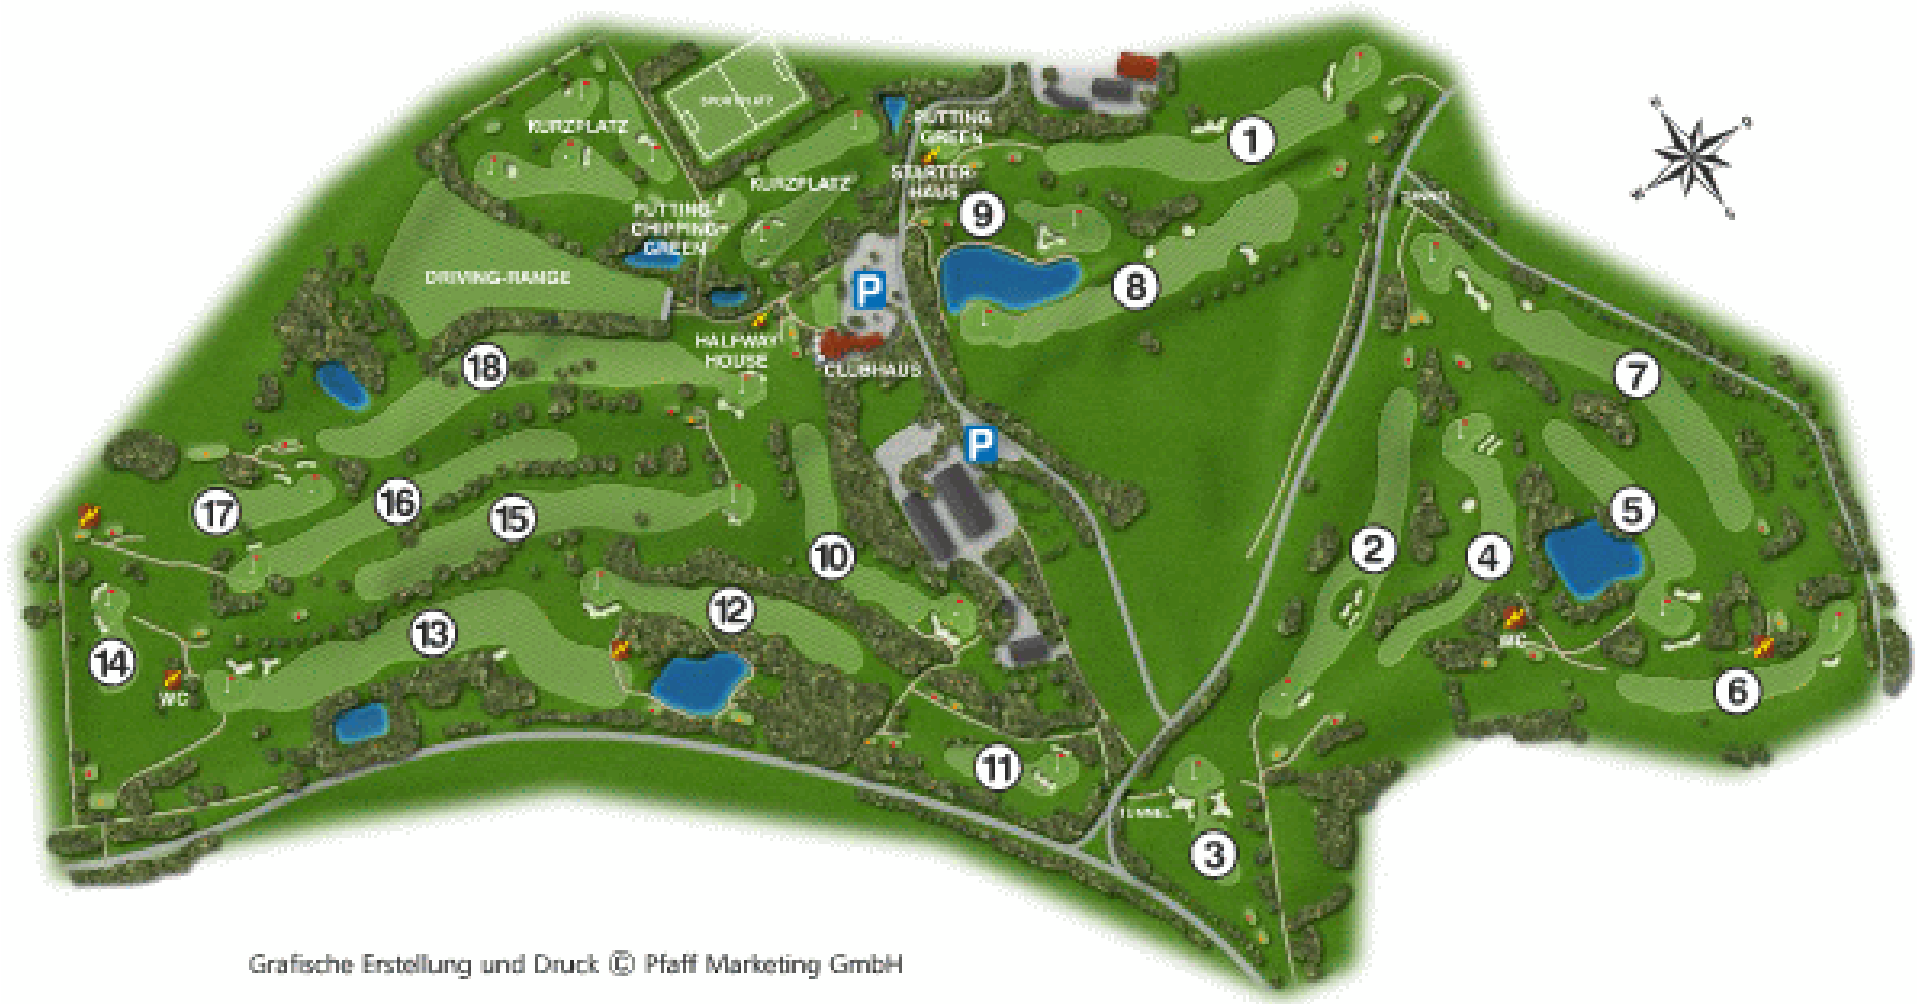 SPORTPLATZ
KURZPLATZ
PUTTING
GREEN
1
STARTER-
HAUS
KURZPLATZ
9
PUTTING-
CHIPPING-
GREEN
DRIVING-RANGE
P
8
HALFWAY
HOUSE
CLUBHAUS
18
7
P
17
16
15
5
10
2
4
12
13
WC
14
WC
6
11
TUNNEL
3
Grafische Erstellung und Druck © Pfaff Marketing GmbH